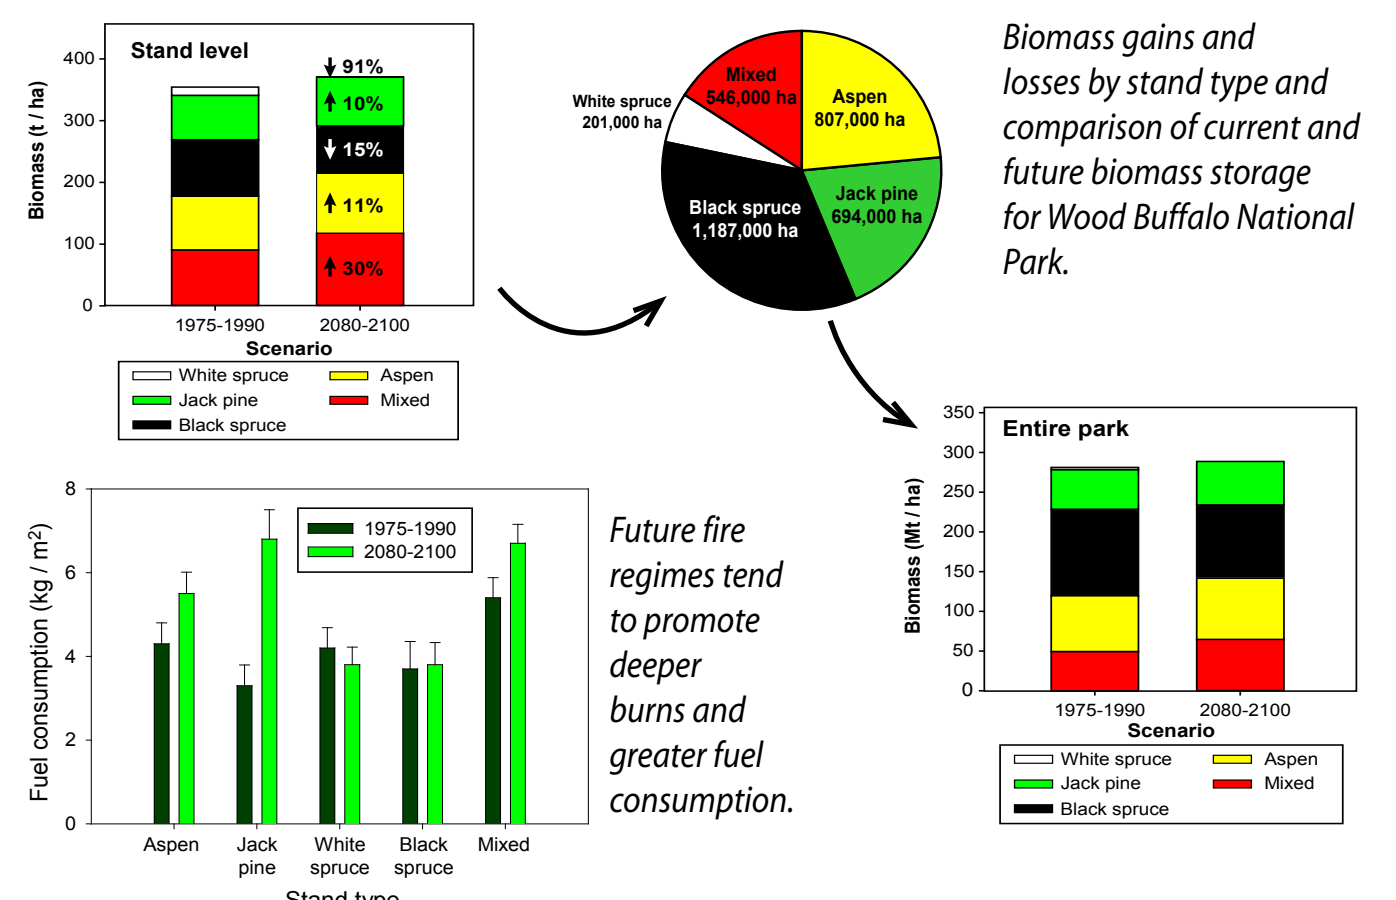 Stand level
Biomass (t / ha)
400
300
200
100
0
91%
10%
15%
11%
30%
1975-1990
2080-2100
Scenario
White spruce
Aspen
Jack pine
Mixed
Black spruce
Mixed
546,000 ha
White spruce
201,000 ha
Aspen
807,000 ha
Jack pine
694,000 ha
Black spruce
1,187,000 ha
Biomass gains and
losses by stand type and
comparison of current and
future biomass storage
for Wood Buffalo National
Park.
Entire park
Biomass (Mt / ha)
350
300
250
200
150
100
50
0
1975-1990
2080-2100
Scenario
White spruce
Aspen
Jack pine
Mixed
Black spruce
Fuel consumption (kg / m2)
8
6
4
2
0
1975-1990
2080-2100
Aspen
Jack
pine
White
spruce
Black
spruce
Mixed
Stand type
Future fire
regimes tend
to promote
deeper
burns and
greater fuel
consumption.